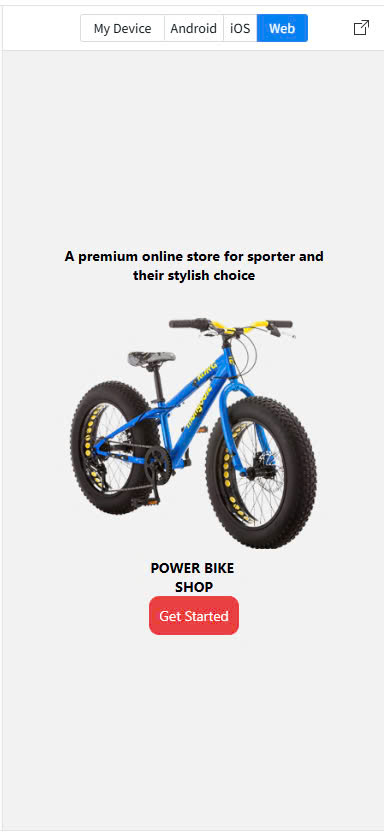 My Device Android iOS Web
A premium online store for sporter and
their stylish choice
mongoose
POWER BIKE
SHOP
Get Started